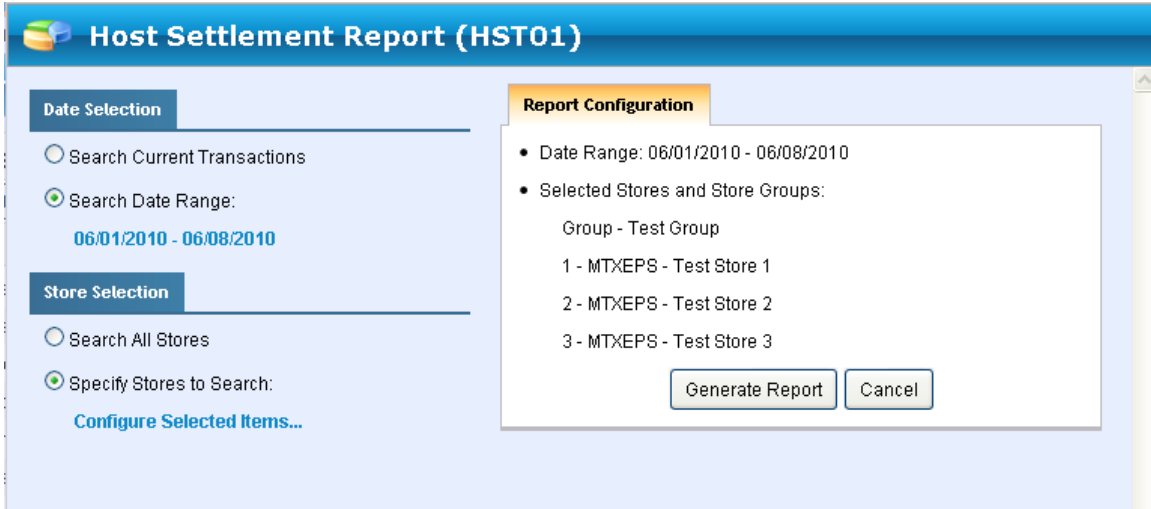 Host Settlement Report (HST01)
Date Selection
Search Current Transactions
Search Date Range:
06/01/2010 - 06/08/2010
Store Selection
Search All Stores
Specify Stores to Search:
Configure Selected Items...
Report Configuration
Date Range: 06/01/2010 - 06/08/2010
Selected Stores and Store Groups:
Group - Test Group
1 - MTXEPS - Test Store 1
2 - MTXEPS - Test Store 2
3 - MTXEPS - Test Store 3
Generate Report Cancel